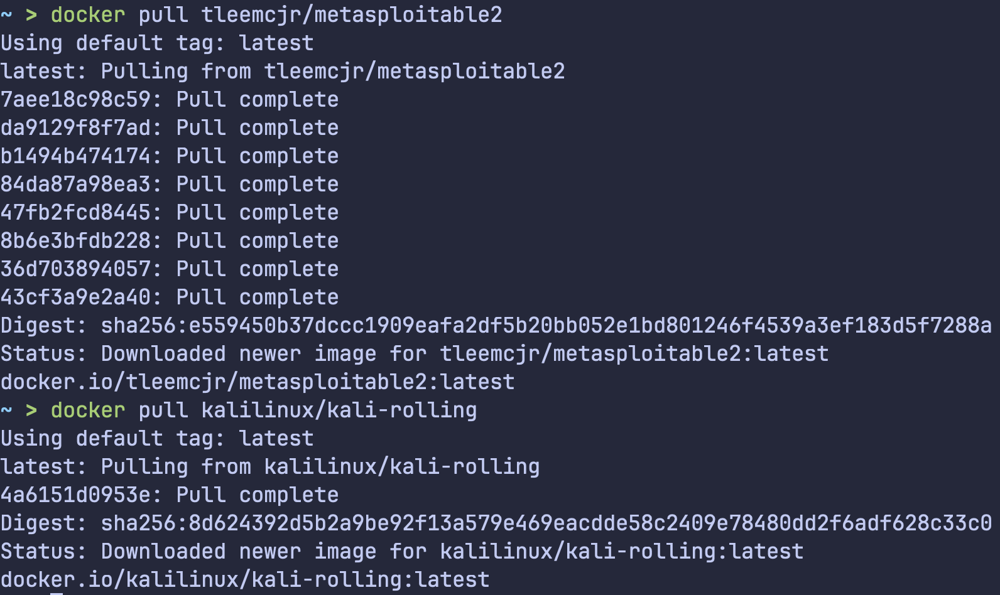 ~ > docker pull tleemcjr/metasploitable2
Using default tag: latest
latest: Pulling from tleemcjr/metasploitable2
7aee18c98c59: Pull complete
da9129f8f7ad: Pull complete
b1494b474174: Pull complete
84da87a98ea3: Pull complete
47fb2fcd8445: Pull complete
8b6e3bfdb228: Pull complete
36d703894057: Pull complete
43cf3a9e2a40: Pull complete
Digest: sha256:e559450b37dccc1909eafa2df5b20bb052e1bd801246f4539a3ef183d5f7288a
Status: Downloaded newer image for tleemcjr/metasploitable2:latest
docker.io/tleemcjr/metasploitable2:latest
~ > docker pull kalilinux/kali-rolling
Using default tag: latest
latest: Pulling from kalilinux/kali-rolling
4a6151d0953e: Pull complete
Digest: sha256:8d624392d5b2a9be92f13a579e469eacdde58c2409e78480dd2f6adf628c33c0
Status: Downloaded newer image for kalilinux/kali-rolling:latest
docker.io/kalilinux/kali-rolling:latest